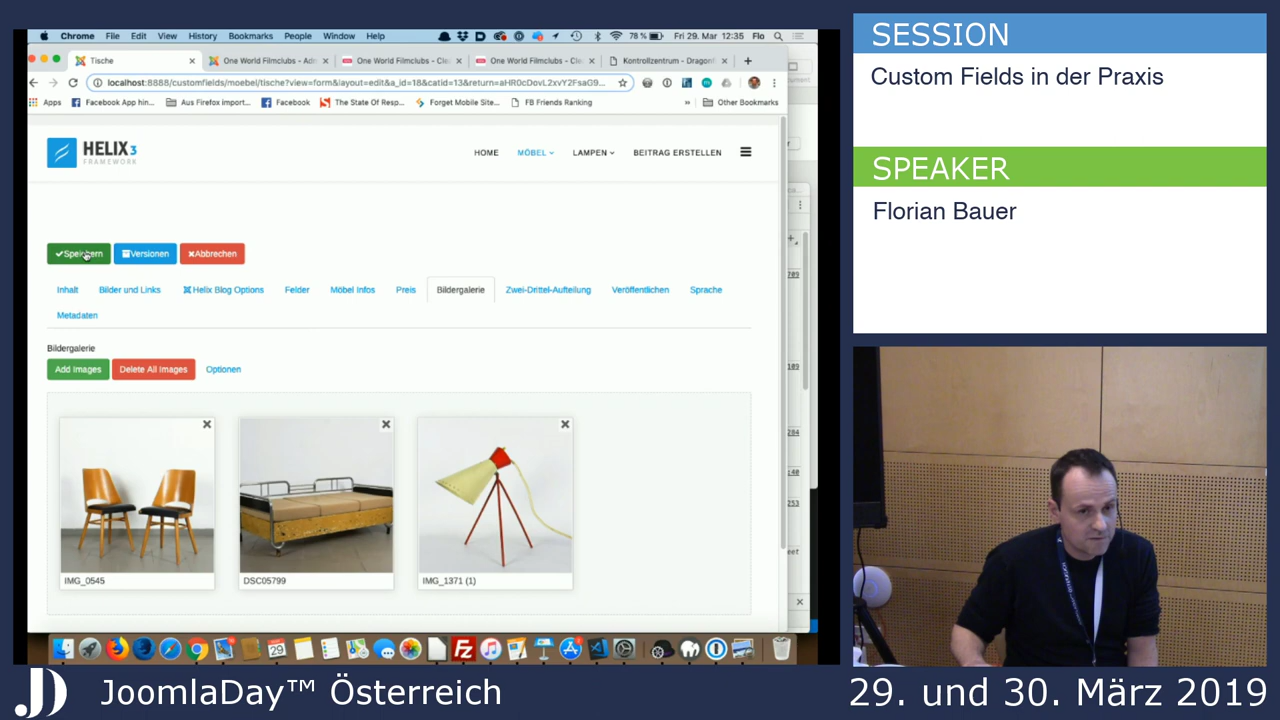 Chrome File Edit View History Bookmarks People Window Help 78 % Fri 29. Mar 12:35 Flo
Tische
One World Filmclubs - Adm
One World Filmclubs - Cle
One World Filmclubs - Cle
Kontrollzentrum - Dragon!
localhost:8888/customfields/moebel/tische?view=form&layout=edit&a_id=18&catid=13&return=aHR0cDovL2xvY2FsaG9...
Apps Facebook App hin... Aus Firefox import... Facebook The State Of Resp... Forget Mobile Site... FB Friends Ranking » Other Bookmarks
HELIX3
FRAMEWORK
HOME MÖBEL LAMPEN BEITRAG ERSTELLEN
Speichern Versionen Abbrechen
Inhalt Bilder und Links Helix Blog Options Felder Möbel Infos Preis Bildergalerie Zwei-Drittel-Aufteilung Veröffentlichen Sprache
Metadaten
Bildergalerie
Add Images Delete All Images Optionen
IMG_0545 DSC05799 IMG_1371 (1)
SESSION
Custom Fields in der Praxis
SPEAKER
Florian Bauer
JoomlaDay™ Österreich
29. und 30. März 2019